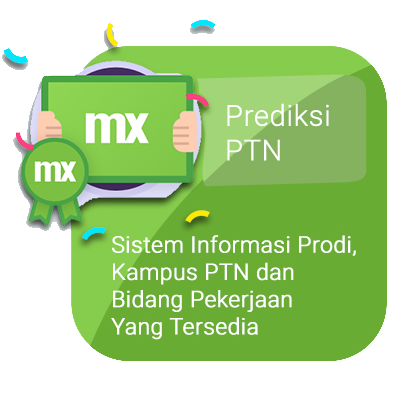 mx
mx
Prediksi
PTN
Sistem Informasi Prodi,
Kampus PTN dan
Bidang Pekerjaan
Yang Tersedia